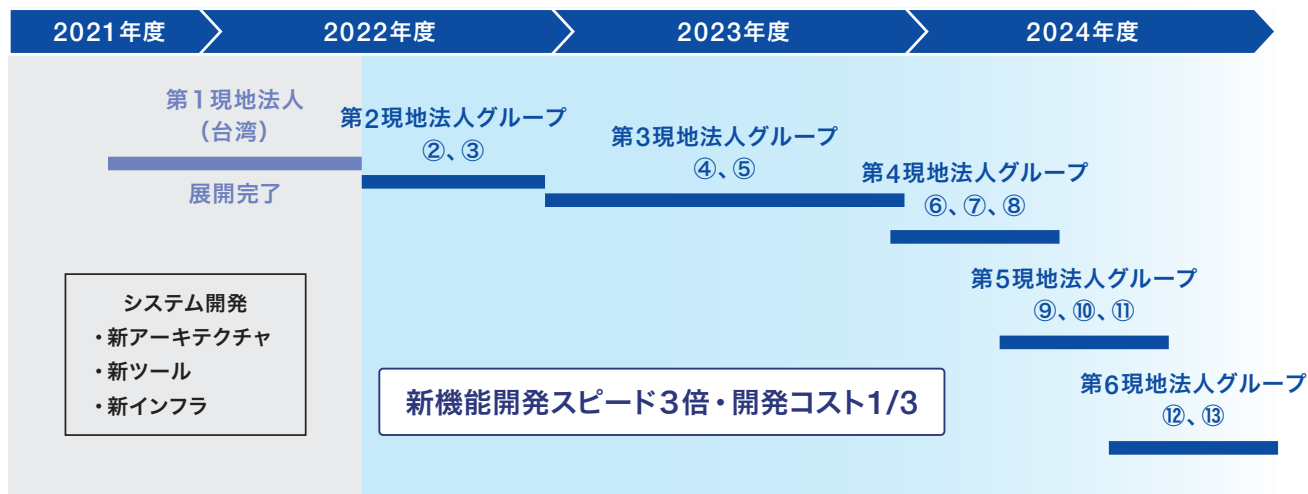 2021年度
2022年度
2023年度
2024年度
第1現地法人
（台湾）
展開完了
第2現地法人グループ
②、③
第3現地法人グループ
④、⑤
第4現地法人グループ
⑥、⑦、⑧
第5現地法人グループ
⑨、⑩、⑪
第6現地法人グループ
⑫、⑬
システム開発
・新アーキテクチャ
・新ツール
・新インフラ
新機能開発スピード3倍・開発コスト1/3